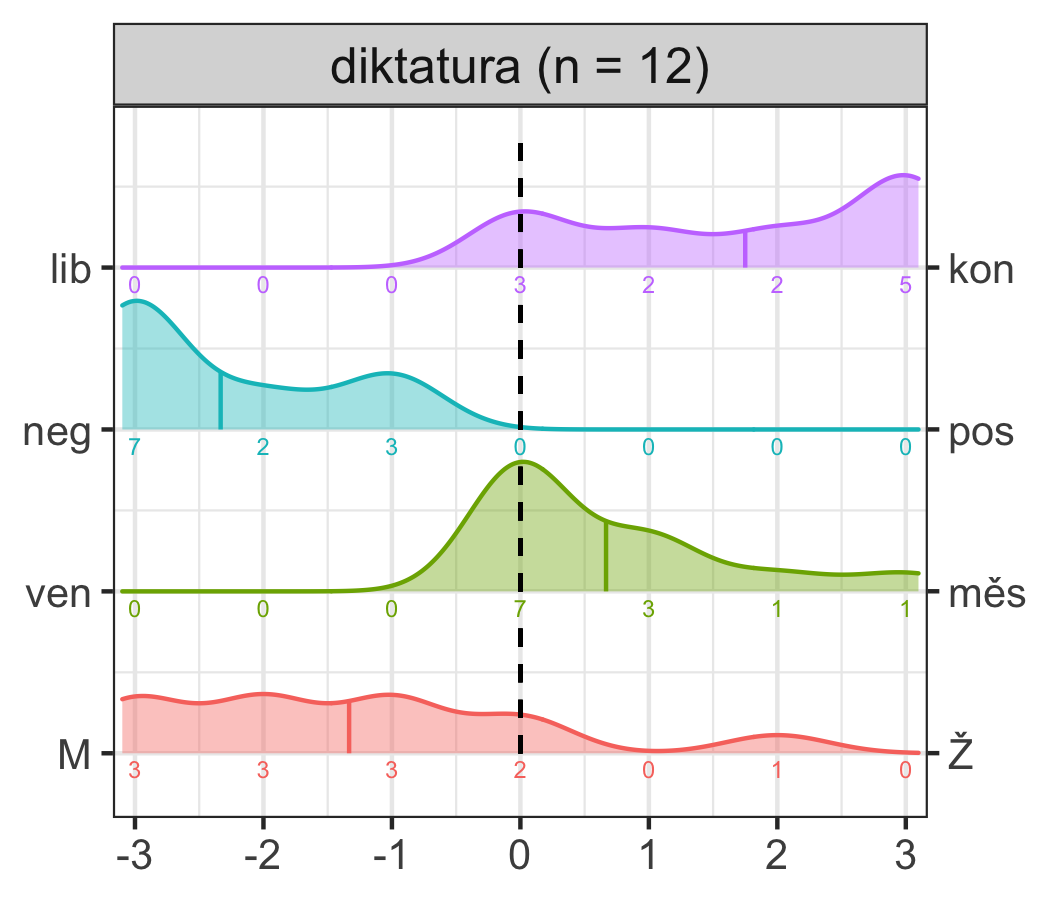 diktatura (n = 12)
lib kon
0 0 0 3 2 2 5
neg pos
7 2 3 0 0 0 0
ven měs
0 0 0 7 3 1 1
M Ž
3 3 3 2 0 1 0
-3 -2 -1 0 1 2 3